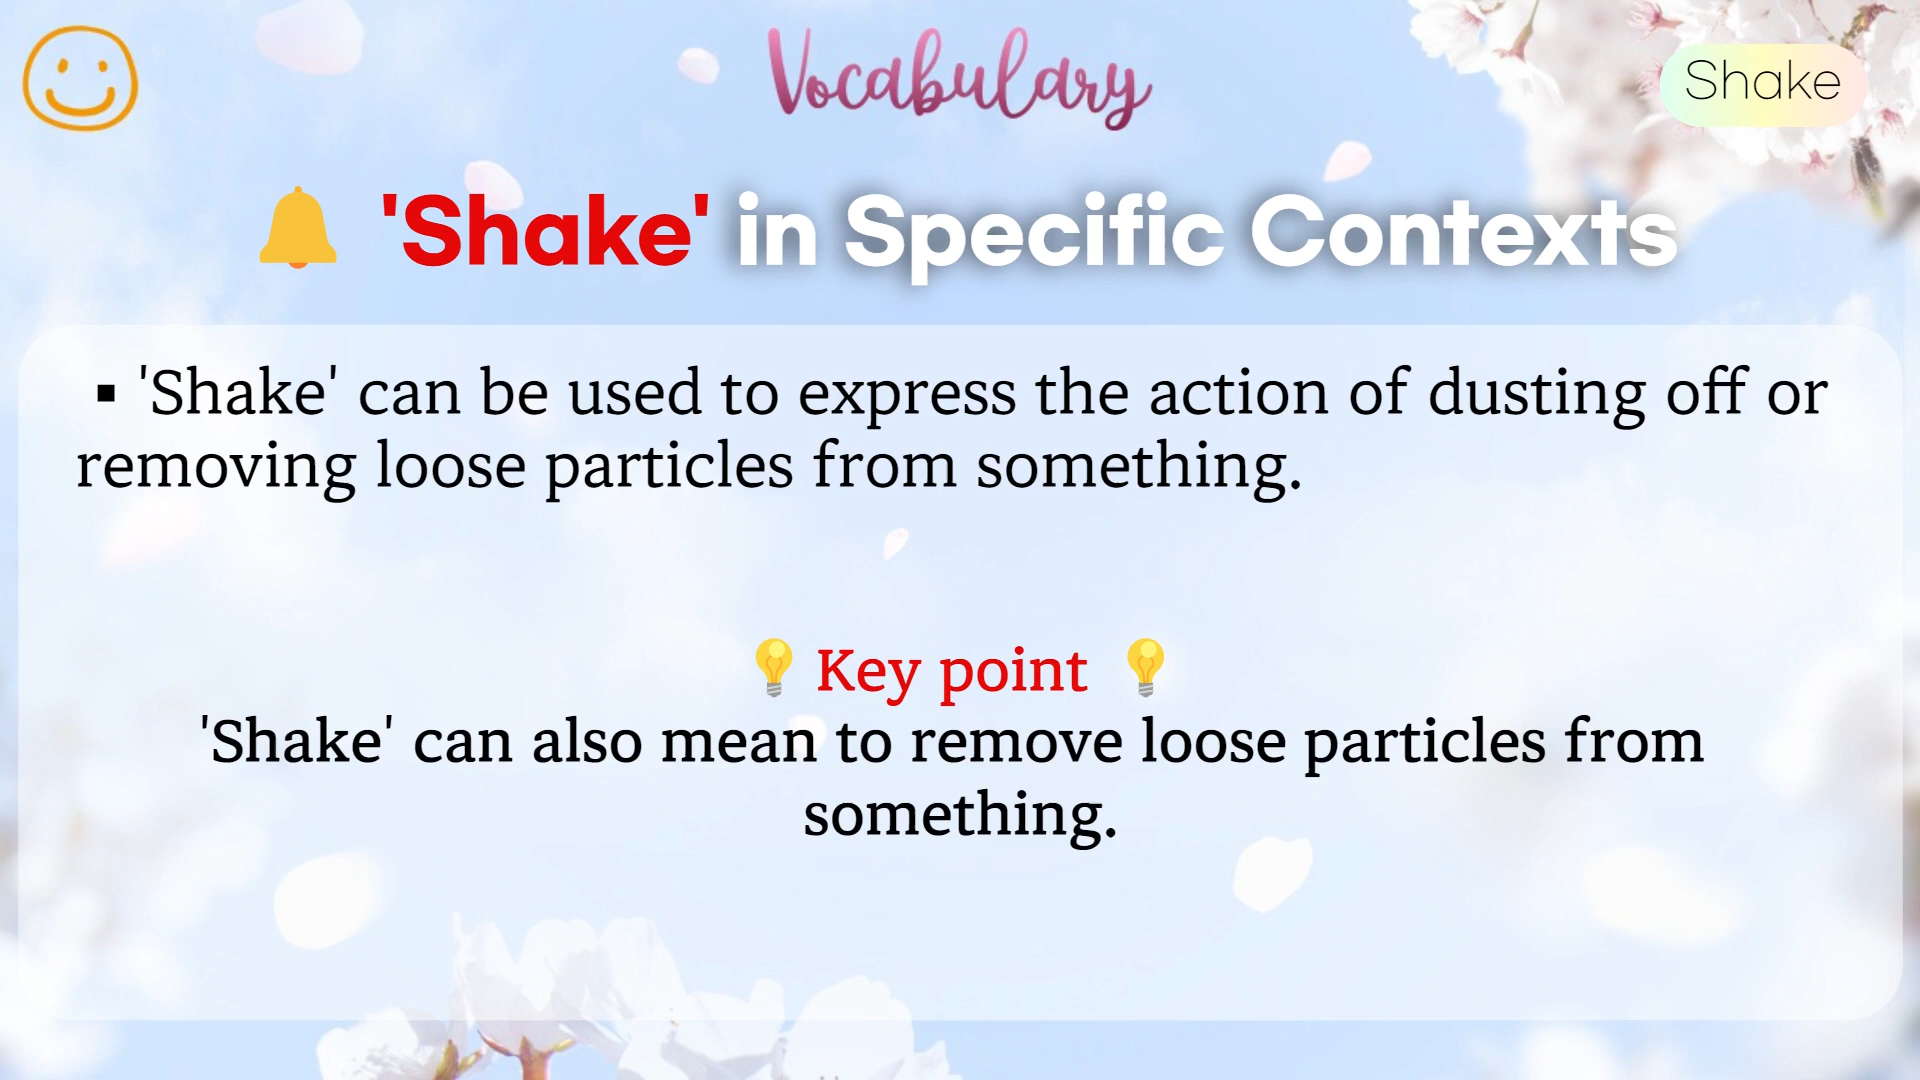 Vocabulary
Shake
'Shake' in Specific Contexts
▪ 'Shake' can be used to express the action of dusting off or
removing loose particles from something.
Key point
'Shake' can also mean to remove loose particles from
something.